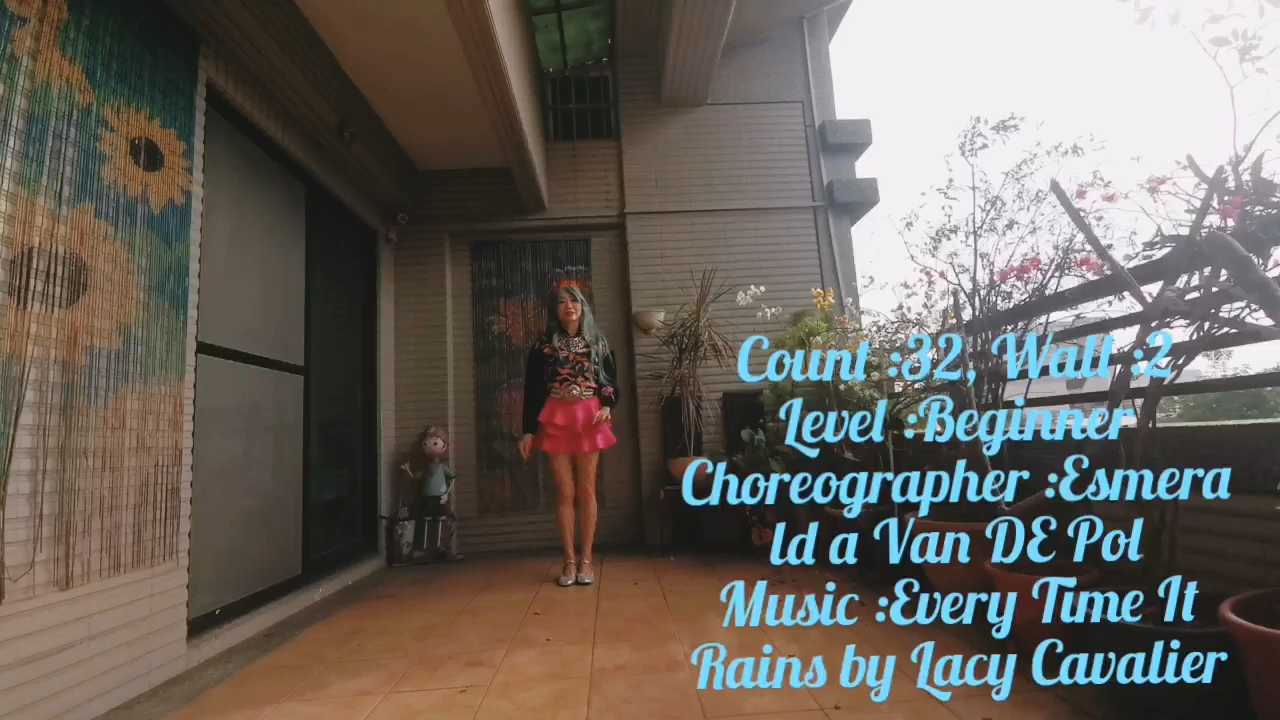 Count :32, Wall :2
Level :Beginner
Choreographer :Esmera
ld a Van DE Pol
Music :Every Time It
Rains by Lacy Cavalier